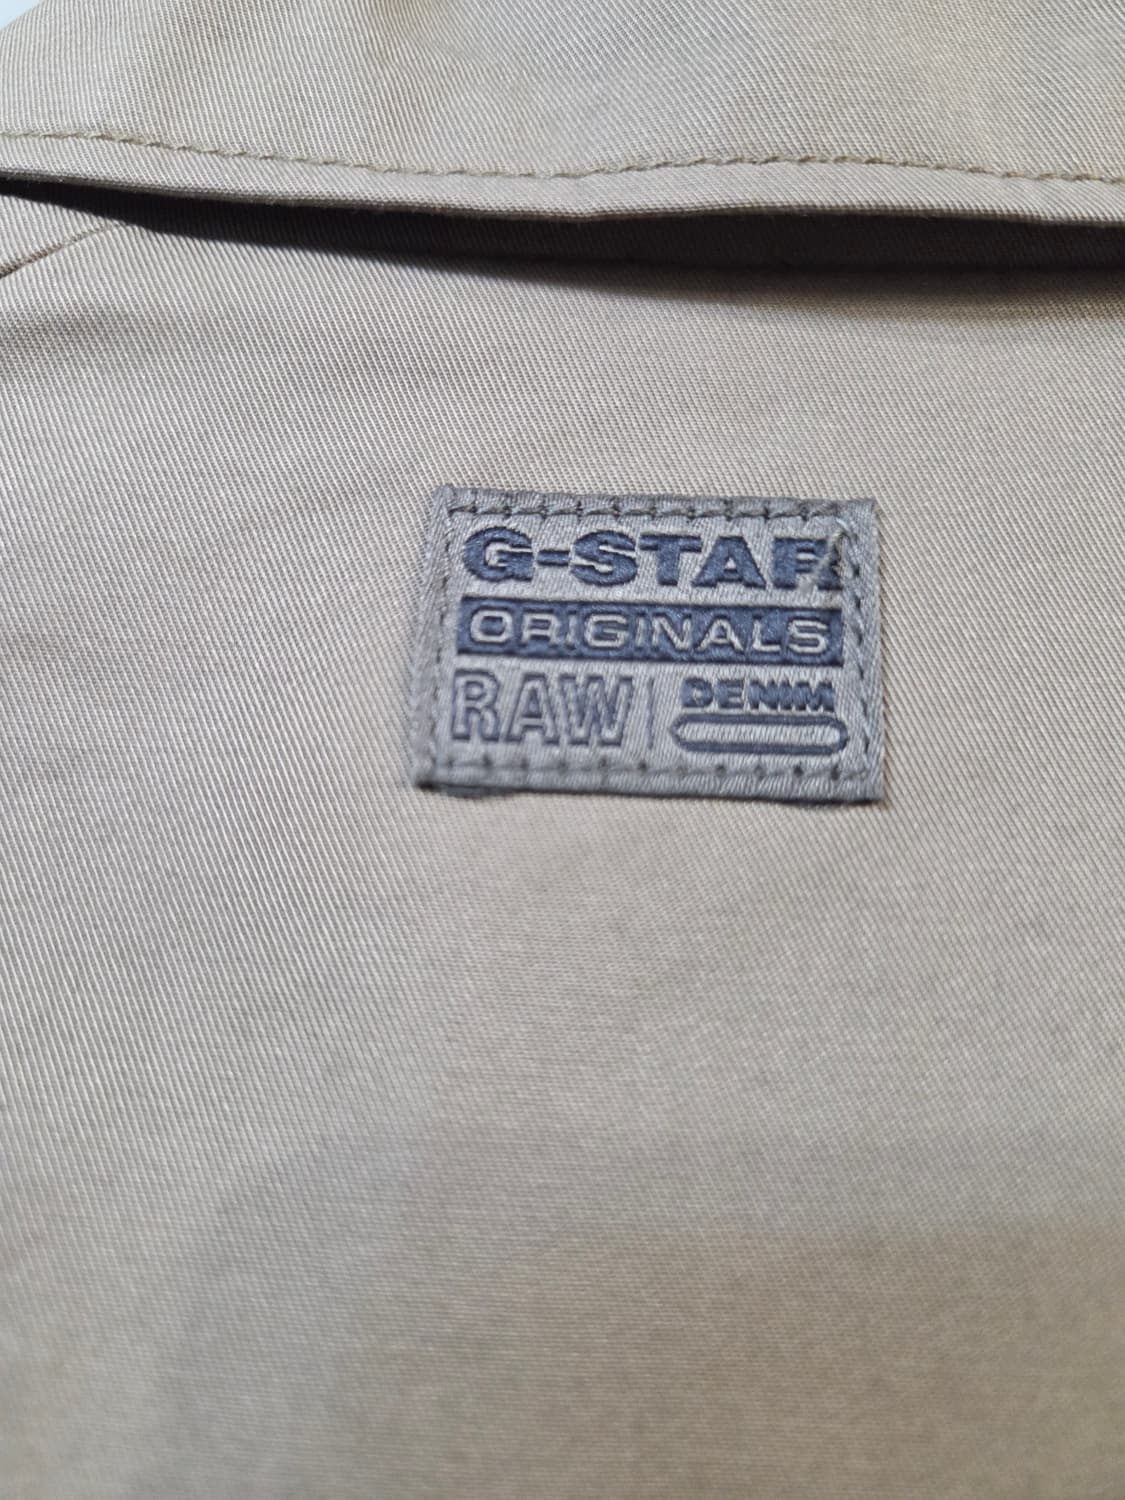 G-STAR
ORIGINALS
RAW | DENIM